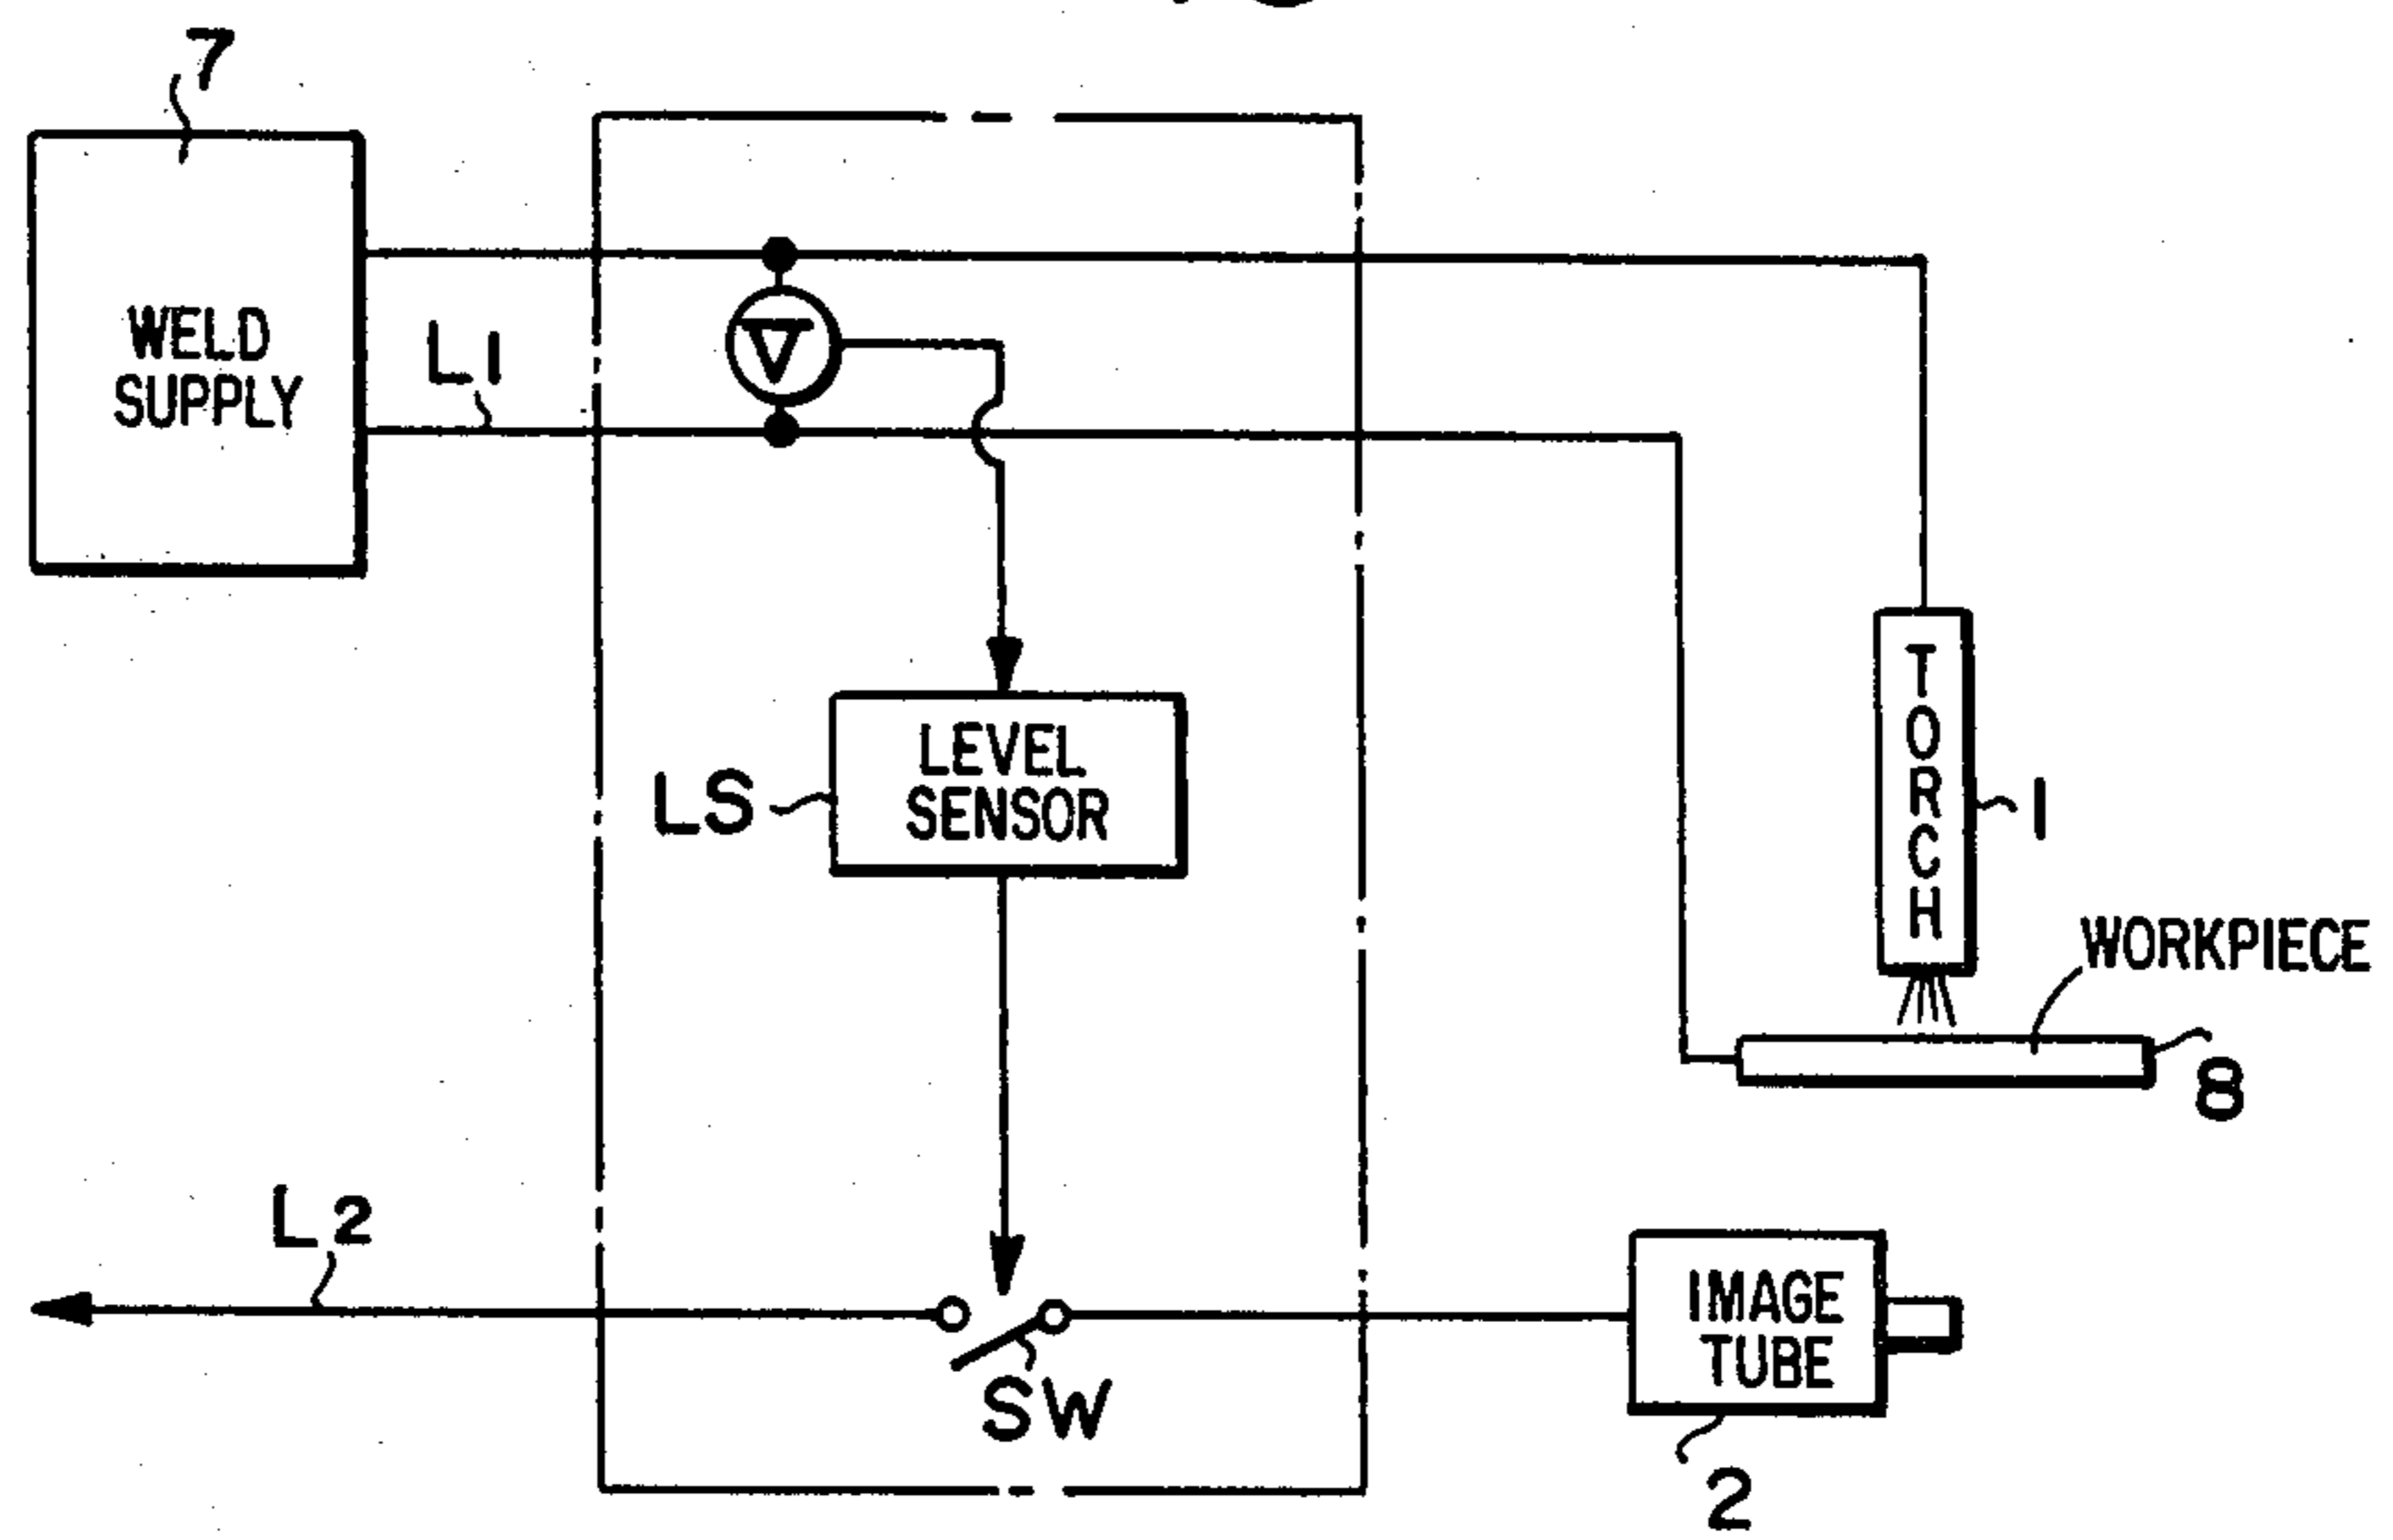 7
WELD
SUPPLY
L1
V
LEVEL
SENSOR
LS
TORCH
1
WORKPIECE
8
L2
SW
IMAGE
TUBE
2